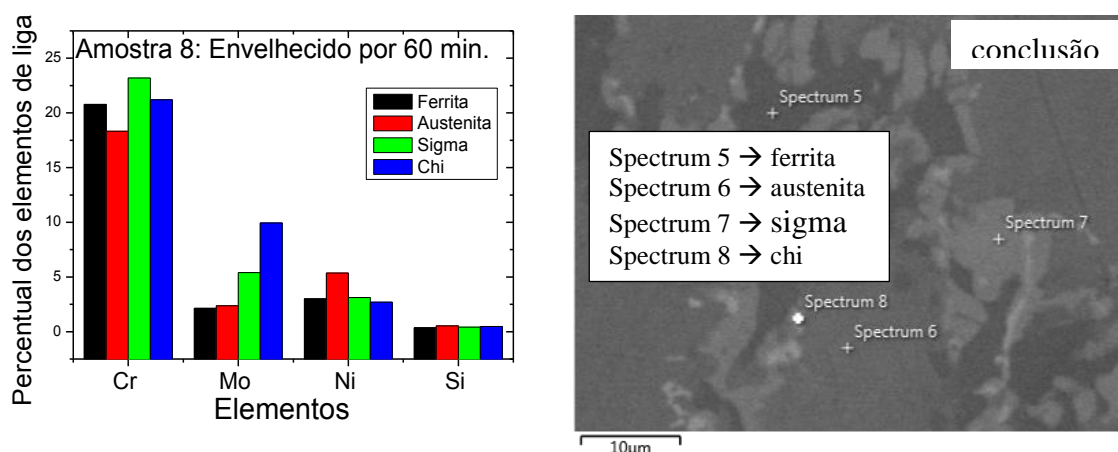 Amostra 8: Envelhecido por 60 min.
Percentual dos elementos de liga
25
20
15
10
5
0
Ferrita
Austenita
Sigma
Chi
Cr Mo Ni Si
Elementos
conclusão
Spectrum 5
Spectrum 5 → ferrita
Spectrum 6 → austenita
Spectrum 7 → sigma
Spectrum 8 → chi
Spectrum 7
Spectrum 8
Spectrum 6
10µm